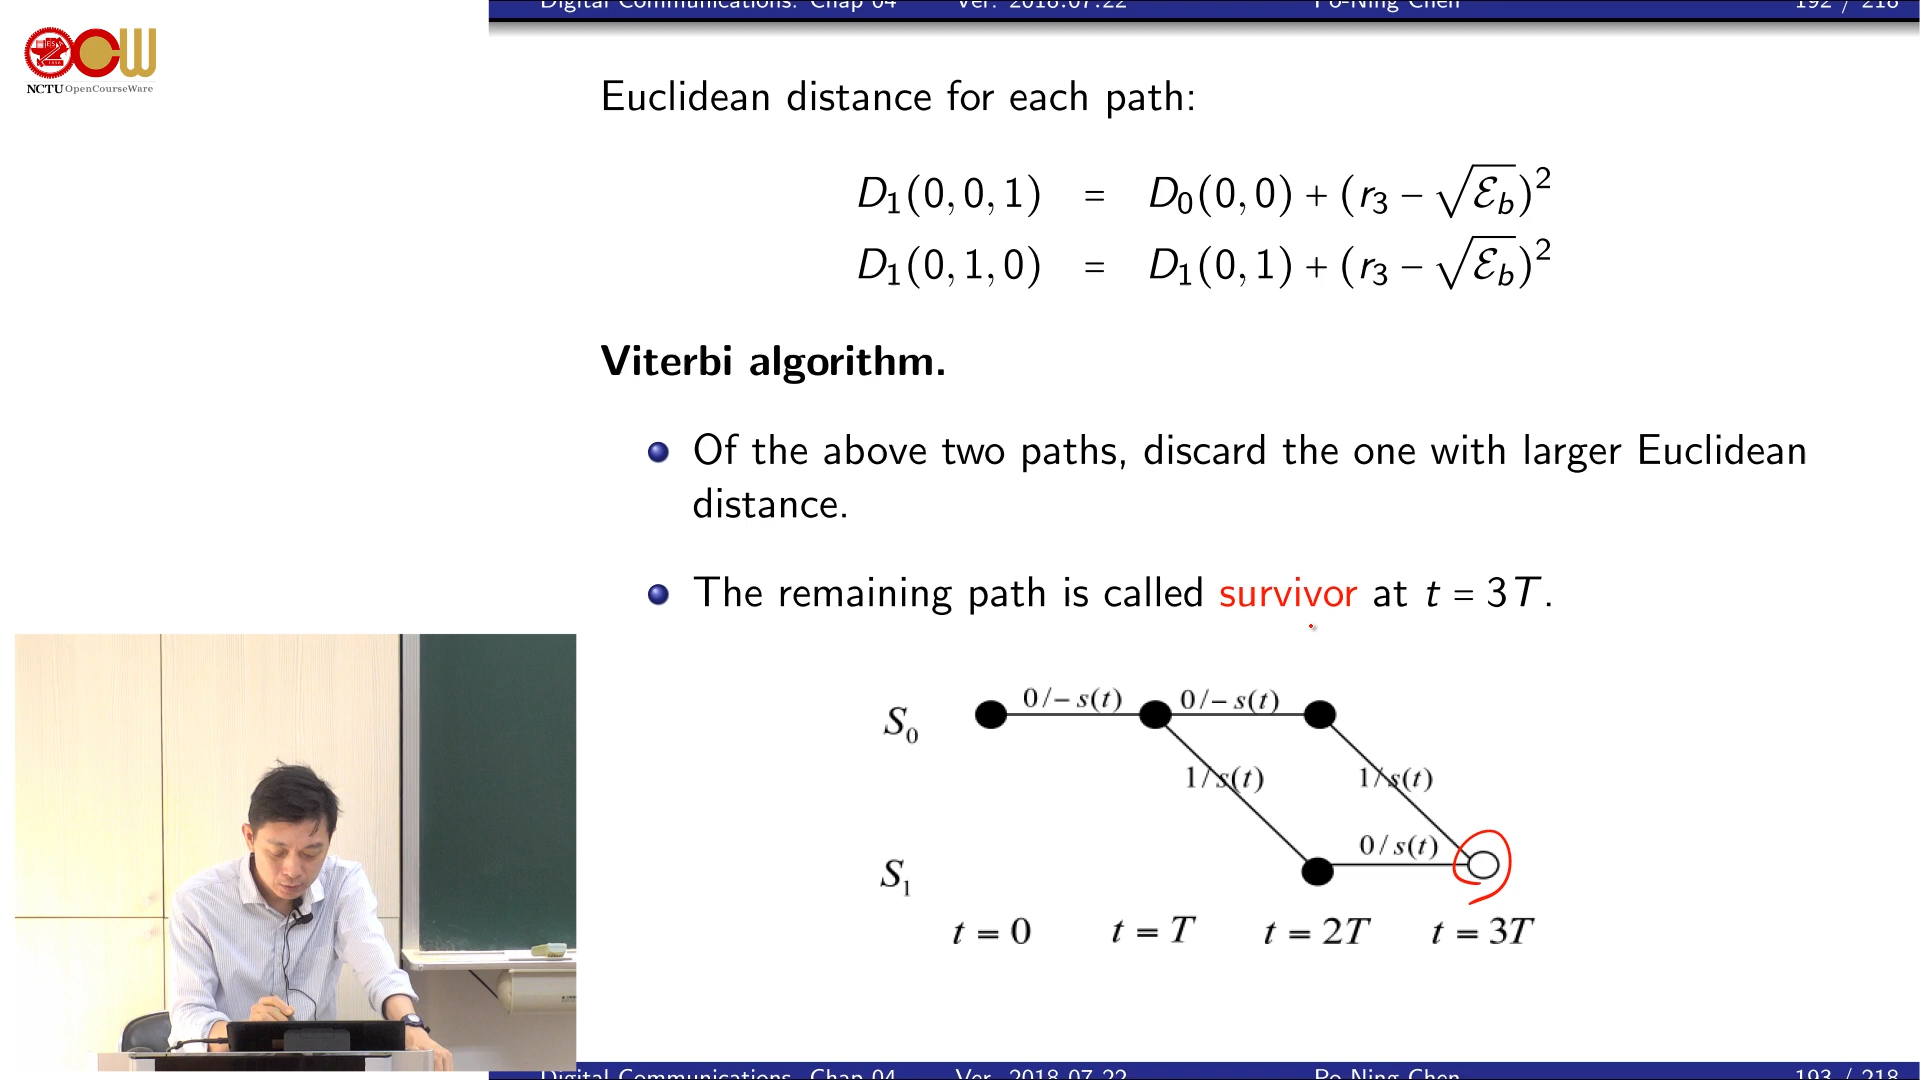 Digital Communications: Chap 04 Ver. 2018.07.22 Po-Ning Chen 192 / 218
NCTU OpenCourseWare
Euclidean distance for each path:
D₁(0, 0, 1) = D₀(0, 0) + (r₃ − √ℰ_b)²
D₁(0, 1, 0) = D₁(0, 1) + (r₃ − √ℰ_b)²
Viterbi algorithm.
Of the above two paths, discard the one with larger Euclidean
distance.
The remaining path is called survivor at t = 3T.
0/– s(t) 0/– s(t)
S₀
1/s(t) 1/s(t)
0/s(t)
S₁
t = 0 t = T t = 2T t = 3T
Digital Communications: Chap 04 Ver. 2018.07.22 Po-Ning Chen 193 / 218